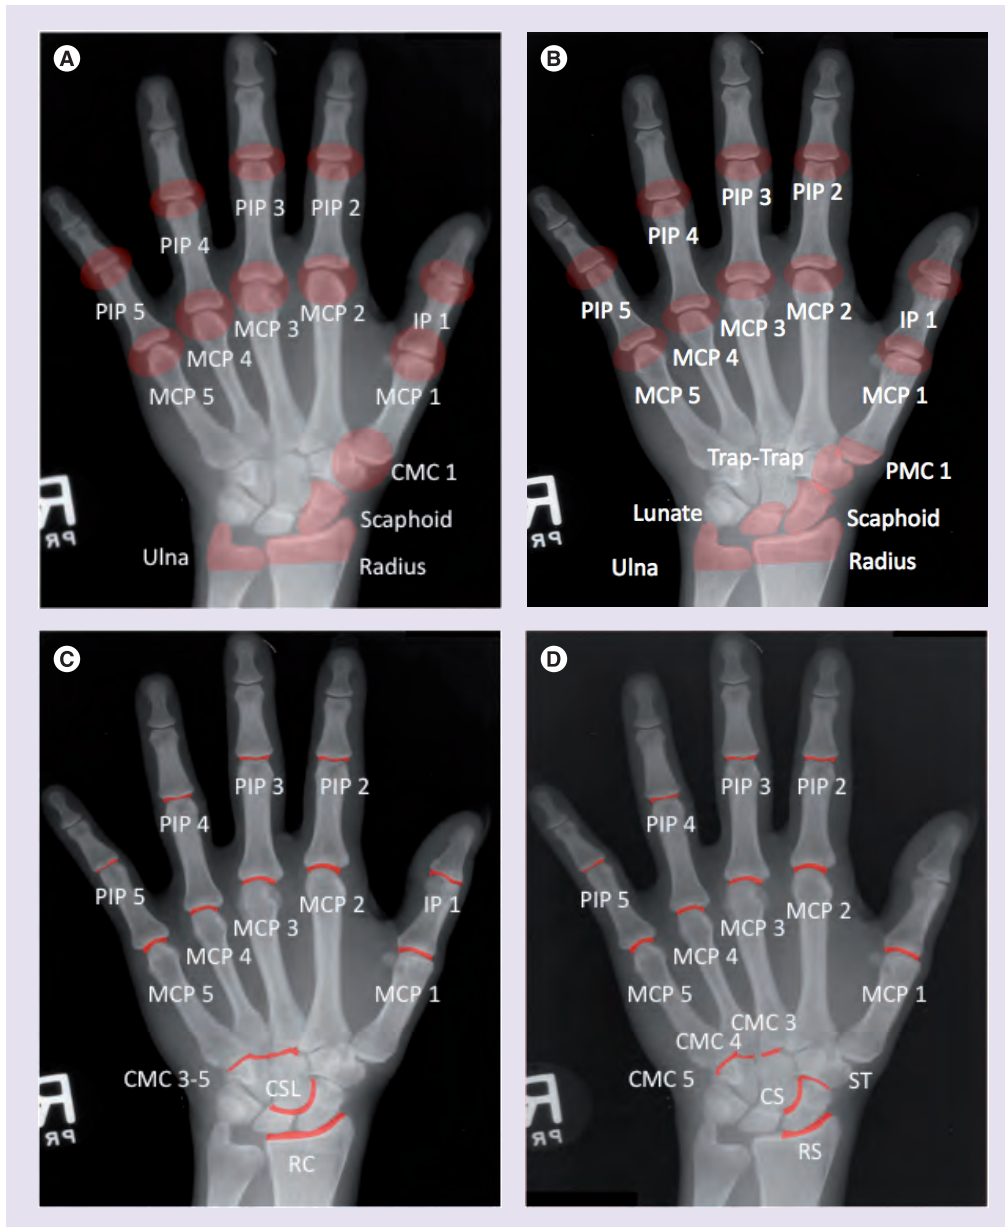 A
PIP 3
PIP 2
PIP 4
PIP 5
MCP 3
MCP 2
IP 1
MCP 4
MCP 5
MCP 1
CMC 1
Scaphoid
Ulna
Radius
R
PR
B
PIP 3
PIP 2
PIP 4
PIP 5
MCP 3
MCP 2
IP 1
MCP 4
MCP 5
MCP 1
Trap-Trap
PMC 1
Lunate
Scaphoid
Ulna
Radius
R
PR
C
PIP 3
PIP 2
PIP 4
PIP 5
MCP 2
IP 1
MCP 3
MCP 4
MCP 5
MCP 1
CMC 3-5
CSL
RC
R
PR
D
PIP 3
PIP 2
PIP 4
PIP 5
MCP 2
MCP 3
MCP 4
MCP 5
MCP 1
CMC 3
CMC 4
CMC 5
ST
CS
RS
R
PR